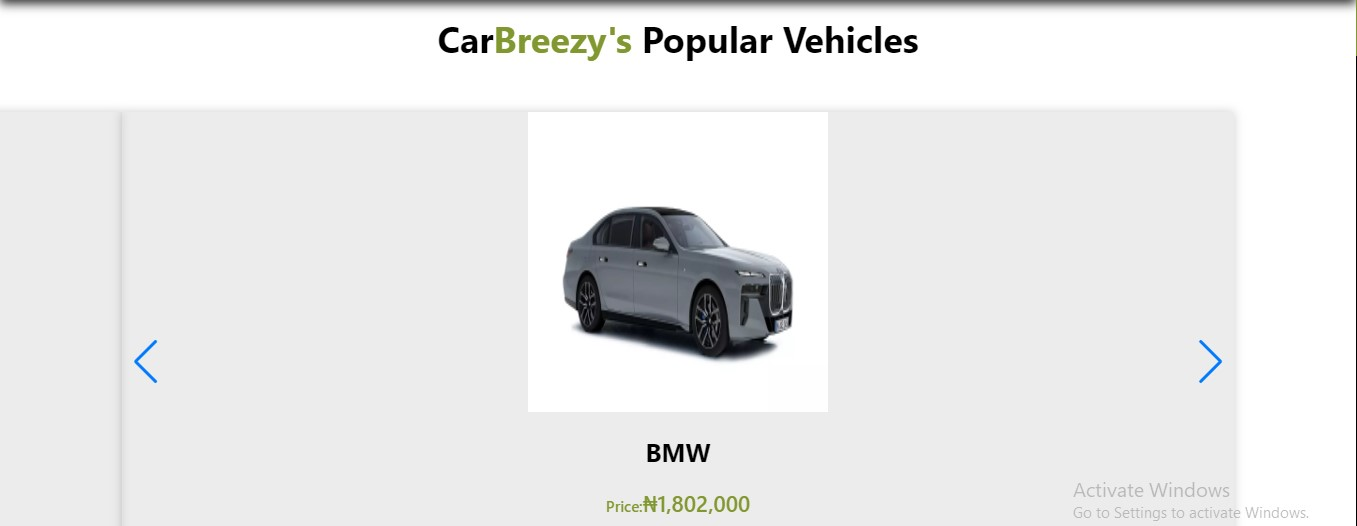 CarBreezy's Popular Vehicles
BMW
Price:₦1,802,000
Activate Windows
Go to Settings to activate Windows.